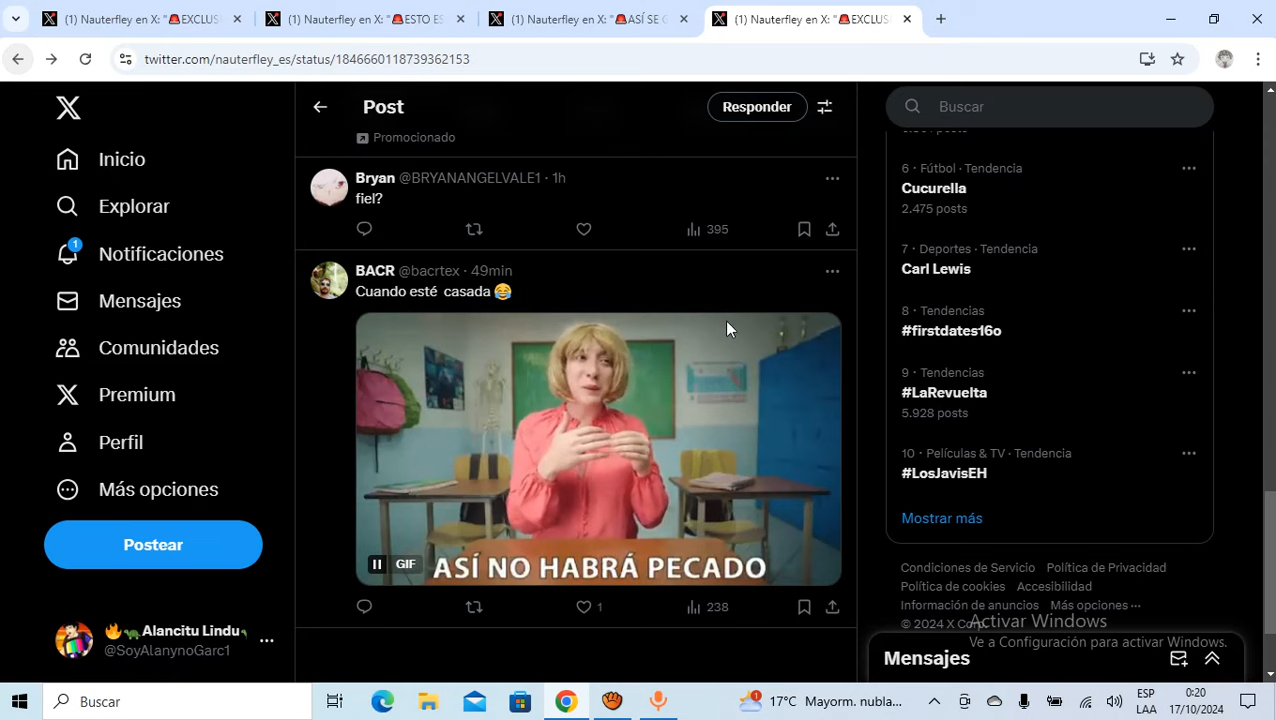 (1) Nauterfley en X: "🚨EXCLUS
(1) Nauterfley en X: "🚨ESTO ES
(1) Nauterfley en X: "🚨ASÍ SE G
(1) Nauterfley en X: "🚨EXCLUS
twitter.com/nauterfley_es/status/1846660118739362153
Inicio
Explorar
1
Notificaciones
Mensajes
Comunidades
Premium
Perfil
Más opciones
Postear
🔥🐢Alancitu Lindu
@SoyAlanynoGarc1
Post
Responder
Promocionado
Bryan @BRYANANGELVALE1 · 1h
fiel?
395
BACR @bacrtex · 49min
Cuando esté casada 😂
GIF
ASÍ NO HABRÁ PECADO
1
238
Buscar
6 · Fútbol · Tendencia
Cucurella
2.475 posts
7 · Deportes · Tendencia
Carl Lewis
8 · Tendencias
#firstdates16o
9 · Tendencias
#LaRevuelta
5.928 posts
10 · Películas & TV · Tendencia
#LosJavisEH
Mostrar más
Condiciones de Servicio Política de Privacidad
Política de cookies Accesibilidad
Información de anuncios Más opciones ···
© 2024 X Corp.
Activar Windows
Ve a Configuración para activar Windows.
Mensajes
Buscar
1
17°C Mayorm. nubla...
ESP
LAA
0:20
17/10/2024